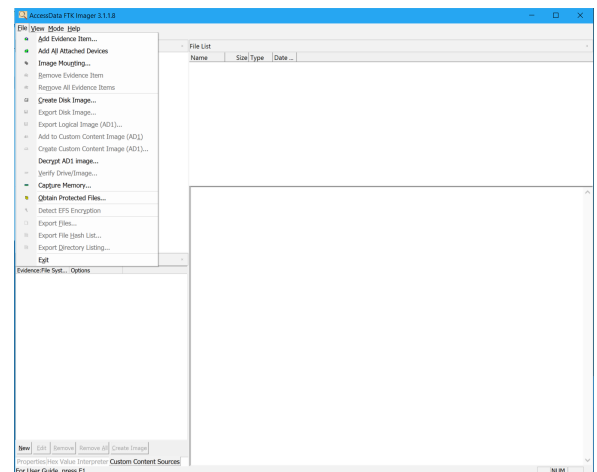 AccessData FTK Imager 3.1.1.8
File View Mode Help
Add Evidence Item...
Add All Attached Devices
Image Mounting...
Remove Evidence Item
Remove All Evidence Items
Create Disk Image...
Export Disk Image...
Export Logical Image (AD1)...
Add to Custom Content Image (AD1)
Create Custom Content Image (AD1)...
Decrypt AD1 image...
Verify Drive/Image...
Capture Memory...
Obtain Protected Files...
Detect EFS Encryption
Export Files...
Export File Hash List...
Export Directory Listing...
Exit
File List
Name Size Type Date ...
Evidence:File Syst... Options
New Edit Remove Remove All Create Image
Properties Hex Value Interpreter Custom Content Sources
For User Guide, press F1
NUM